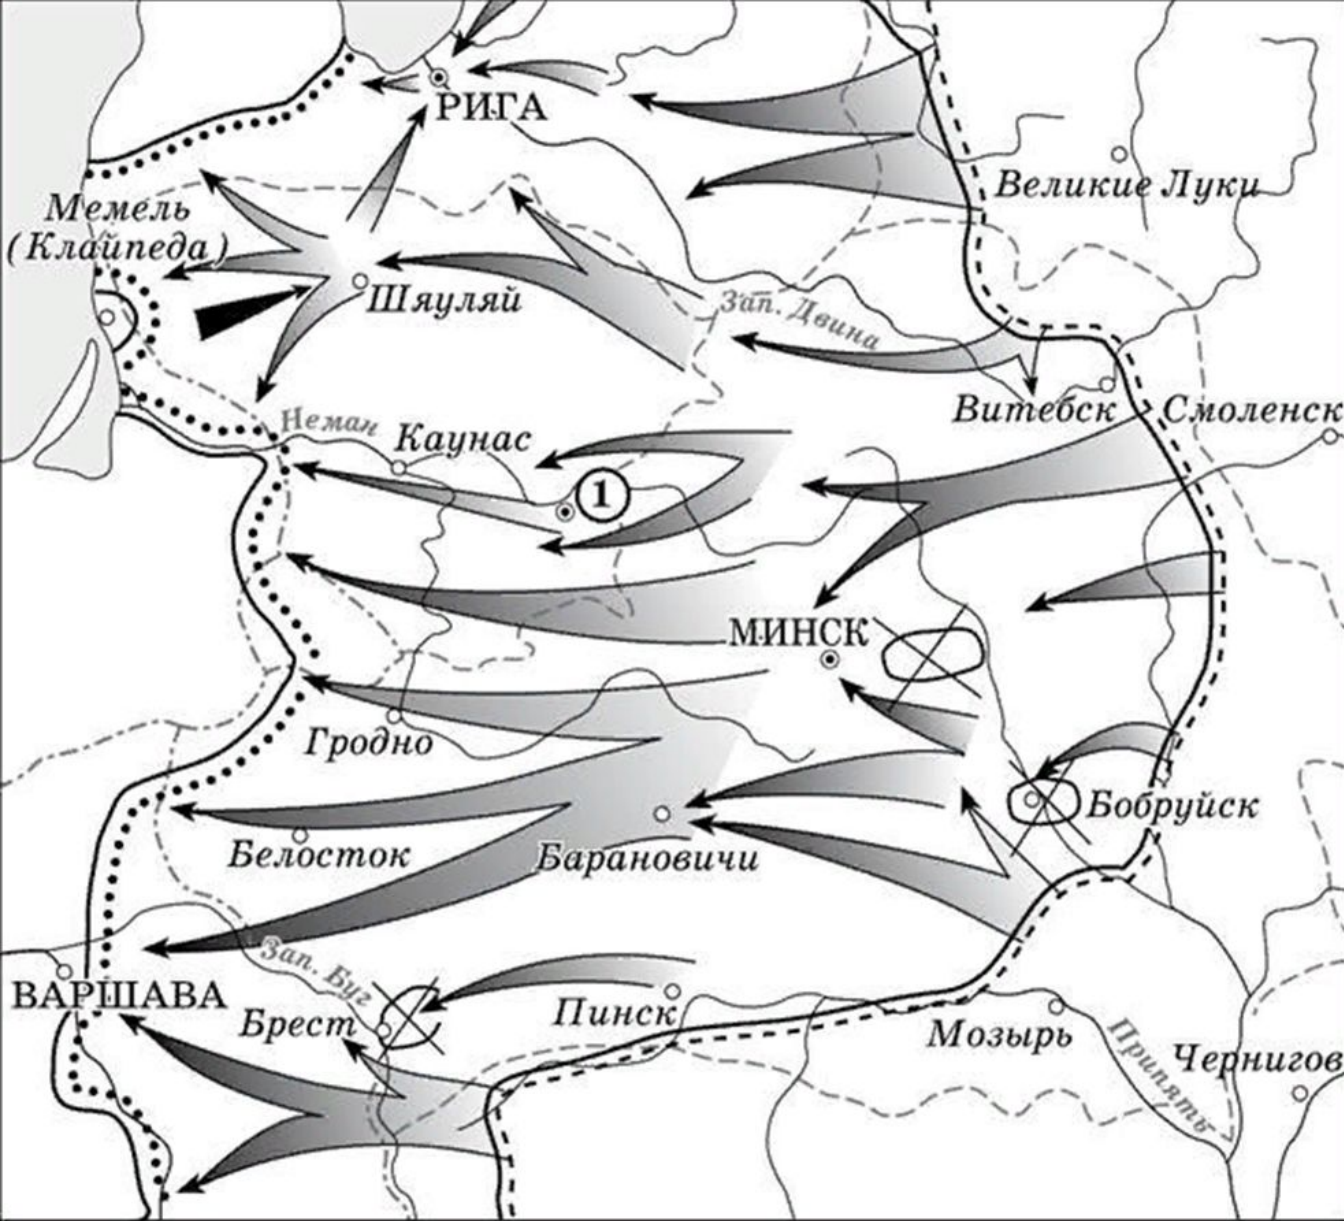 РИГА
Великие Луки
Мемель
(Клайпеда)
Шяуляй
Зап. Двина
Витебск
Смоленск
Неман
Каунас
1
МИНСК
Гродно
Бобруйск
Белосток
Барановичи
Зап. Буг
ВАРШАВА
Брест
Пинск
Мозырь
Припять
Чернигов